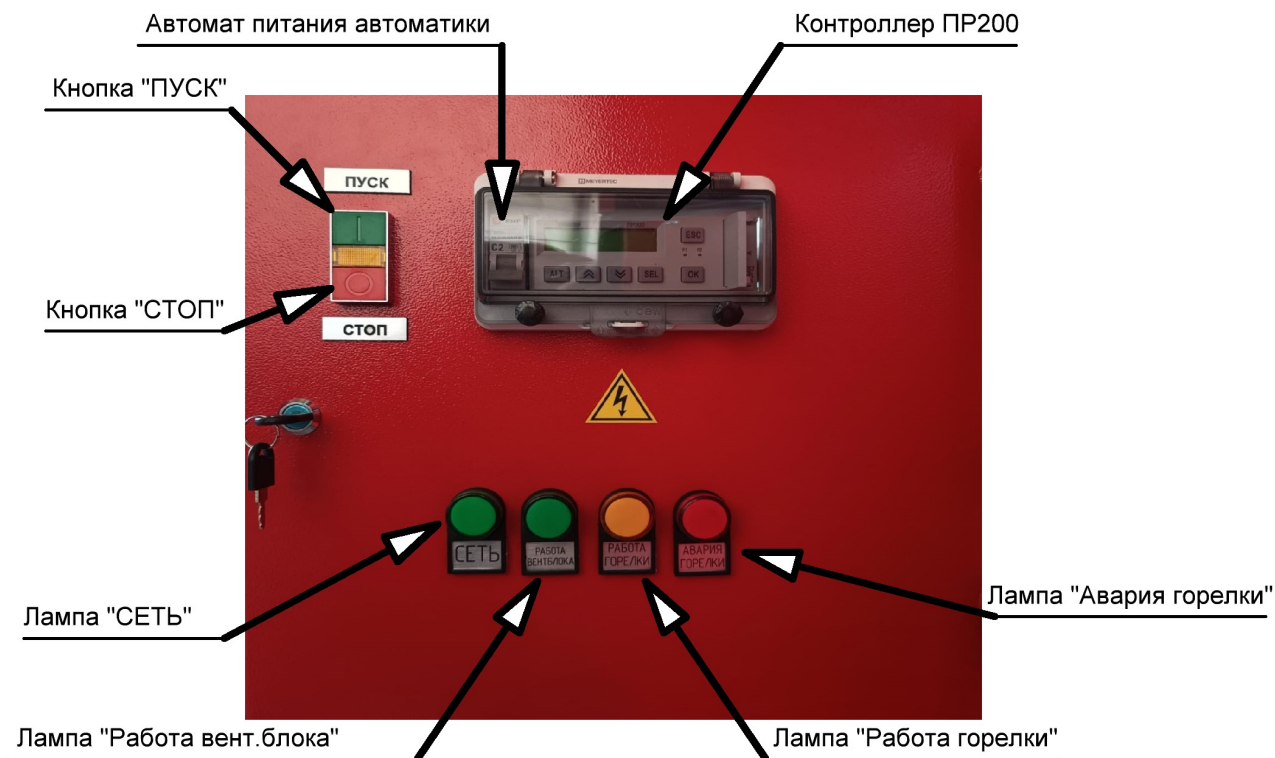 Автомат питания автоматики
Контроллер ПР200
Кнопка "ПУСК"
ПУСК
MEYERTEC
C2
ESC
ALT
SEL
OK
Кнопка "СТОП"
СТОП
СЕТЬ
РАБОТА
ВЕНТБЛОКА
РАБОТА
ГОРЕЛКИ
АВАРИЯ
ГОРЕЛКИ
Лампа "СЕТЬ"
Лампа "Авария горелки"
Лампа "Работа вент.блока"
Лампа "Работа горелки"